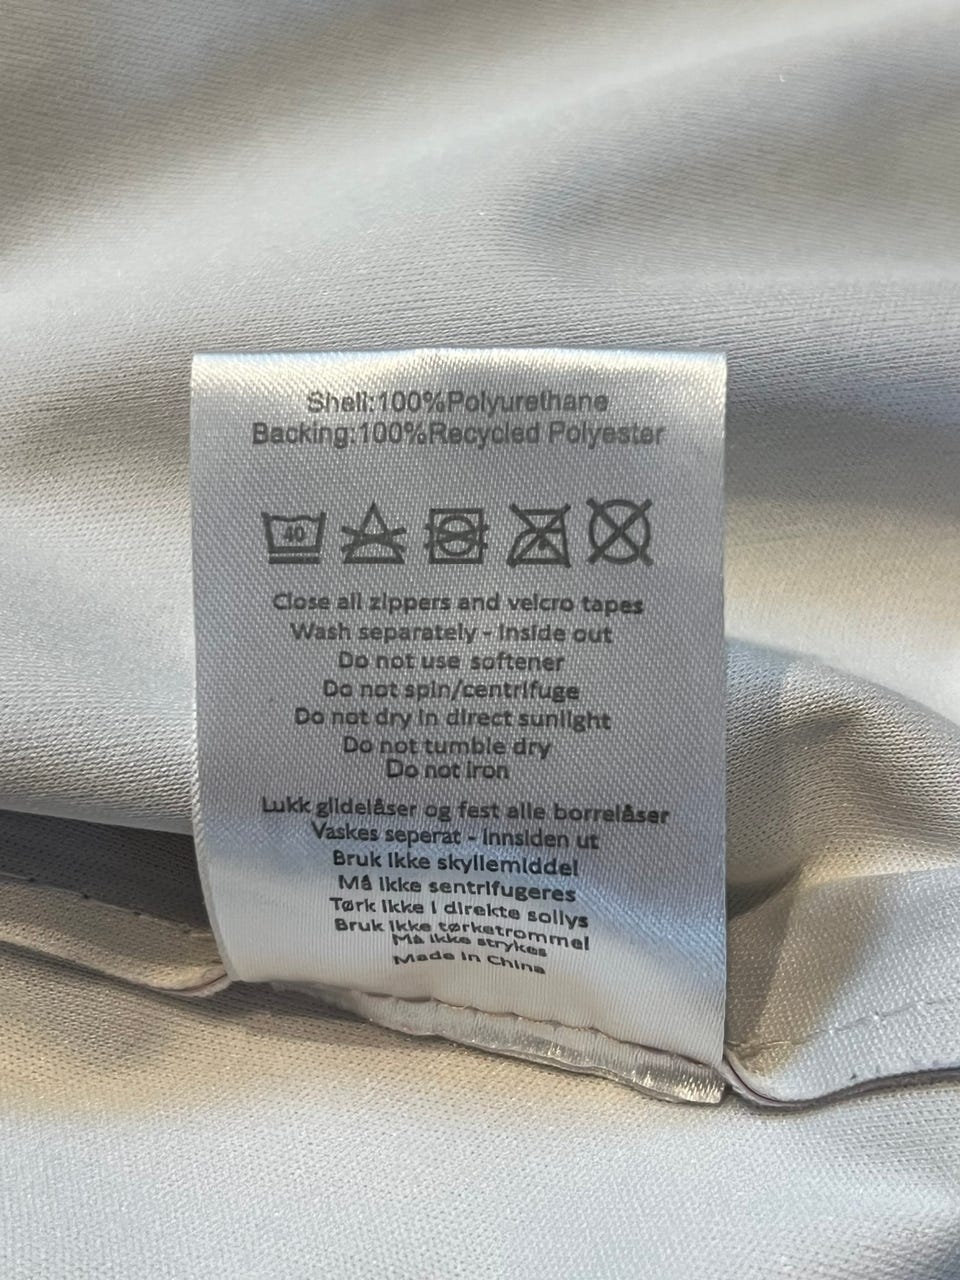 Shell:100%Polyurethane
Backing:100%Recycled Polyester
40
Close all zippers and velcro tapes
Wash separately - Inside out
Do not use softener
Do not spin/centrifuge
Do not dry in direct sunlight
Do not tumble dry
Do not iron
Lukk glidelåser og fest alle borrelåser
Vaskes seperat - Innsiden ut
Bruk ikke skyllemiddel
Må ikke sentrifugeres
Tørk ikke i direkte sollys
Bruk ikke tørketrommel
Må ikke strykes
Made in China